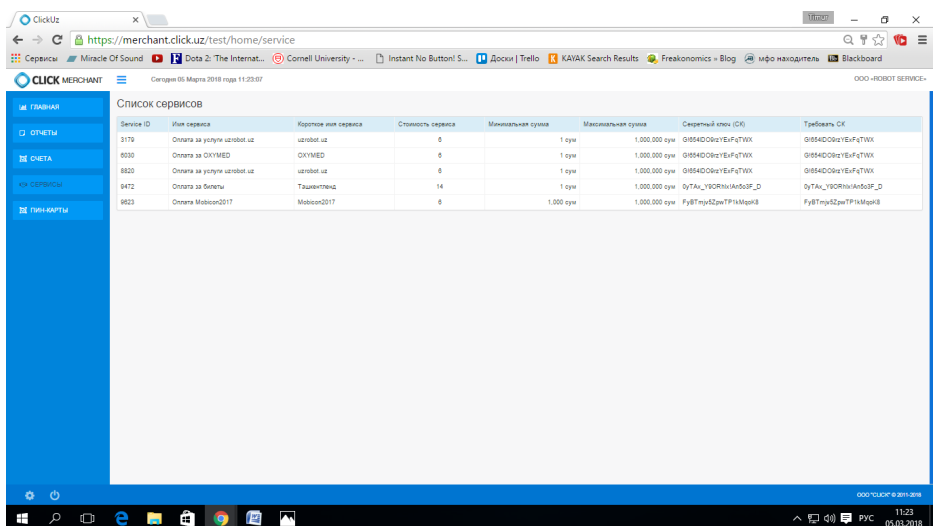 ClickUz
Timur
https://merchant.click.uz/test/home/service
Сервисы Miracle Of Sound Dota 2: 'The Internat... Cornell University - ... Instant No Button! S... Доски | Trello KAYAK Search Results Freakonomics » Blog мфо находитель Blackboard
CLICK MERCHANT Сегодня 05 Марта 2018 года 11:23:07 ООО «ROBOT SERVICE»
ГЛАВНАЯ
ОТЧЕТЫ
СЧЕТА
СЕРВИСЫ
ПИН-КАРТЫ
Список сервисов
Service ID Имя сервиса Короткое имя сервиса Стоимость сервиса Минимальная сумма Максимальная сумма Секретный ключ (СК) Требовать СК
3179 Оплата за услуги uzrobot.uz uzrobot.uz 6 1 сум 1,000,000 сум
6030 Оплата за OXYMED OXYMED 6 1 сум 1,000,000 сум
8820 Оплата за услуги uzrobot.uz uzrobot.uz 6 1 сум 1,000,000 сум
9472 Оплата за билеты Ташкентленд 14 1 сум 1,000,000 сум
9623 Оплата Mobicon2017 Mobicon2017 6 1,000 сум 1,000,000 сум
ООО "CLICK" © 2011-2018
РУС 11:23
05.03.2018